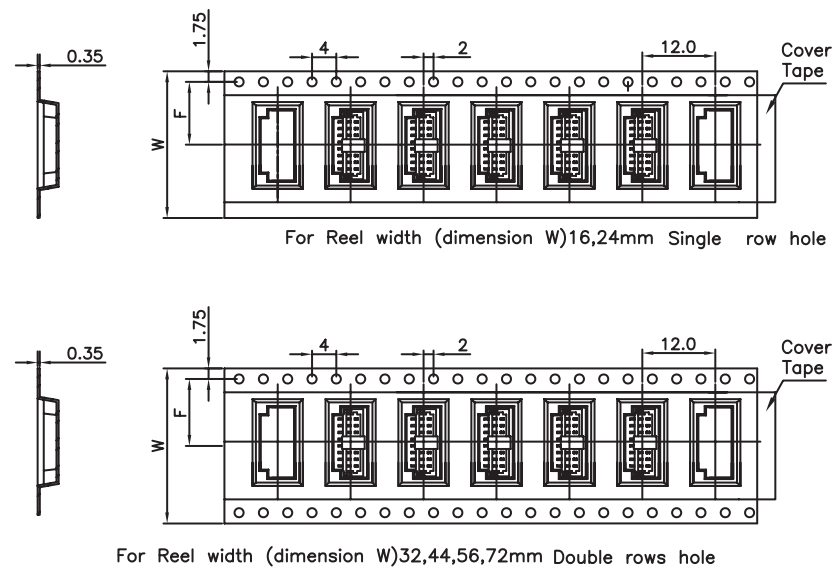 1.75
0.35
4
2
12.0
Cover
Tape
F
W
For Reel width (dimension W)16,24mm Single row hole
1.75
0.35
4
2
12.0
Cover
Tape
F
W
For Reel width (dimension W)32,44,56,72mm Double rows hole